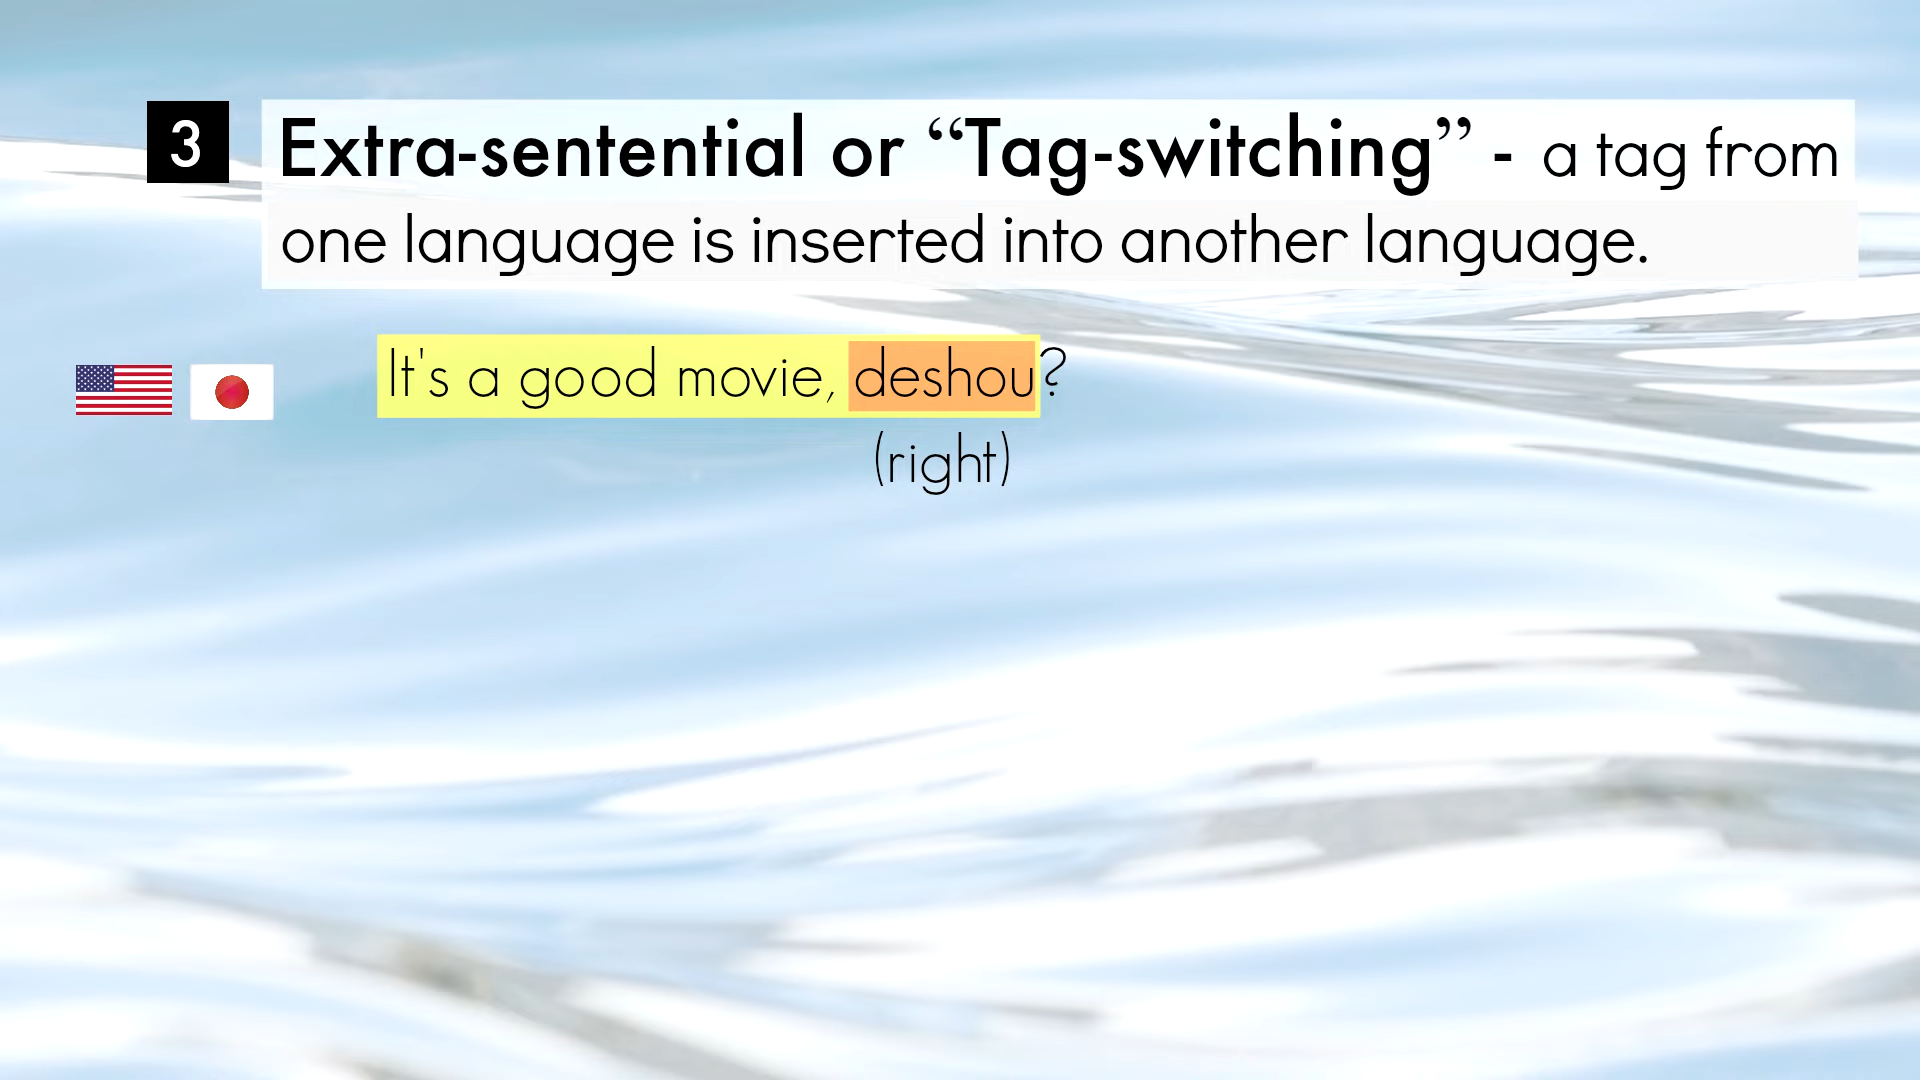 3
Extra-sentential or “Tag-switching” - a tag from
one language is inserted into another language.
It's a good movie, deshou?
(right)